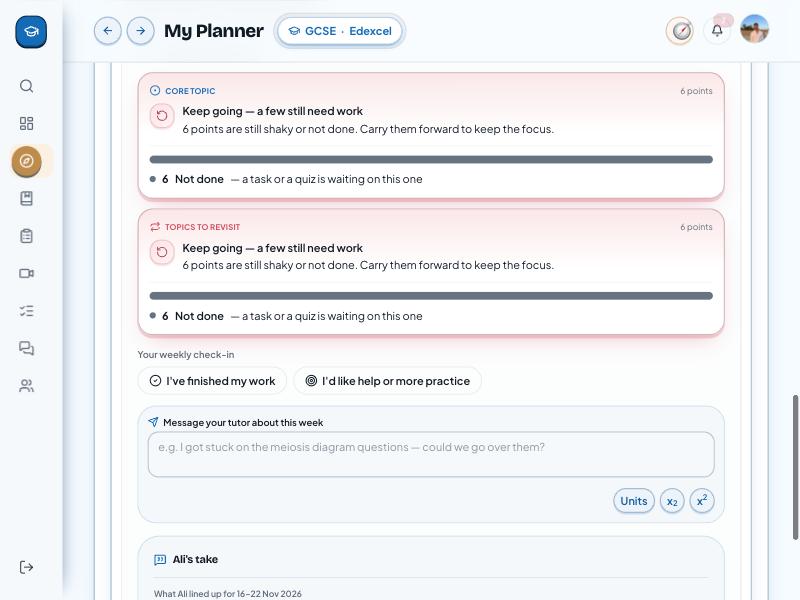 My Planner
GCSE · Edexcel
CORE TOPIC
6 points
Keep going — a few still need work
6 points are still shaky or not done. Carry them forward to keep the focus.
6 Not done — a task or a quiz is waiting on this one
TOPICS TO REVISIT
6 points
Keep going — a few still need work
6 points are still shaky or not done. Carry them forward to keep the focus.
6 Not done — a task or a quiz is waiting on this one
Your weekly check-in
I've finished my work
I'd like help or more practice
Message your tutor about this week
e.g. I got stuck on the meiosis diagram questions — could we go over them?
Units
x₂
x²
Ali's take
What Ali lined up for 16–22 Nov 2026